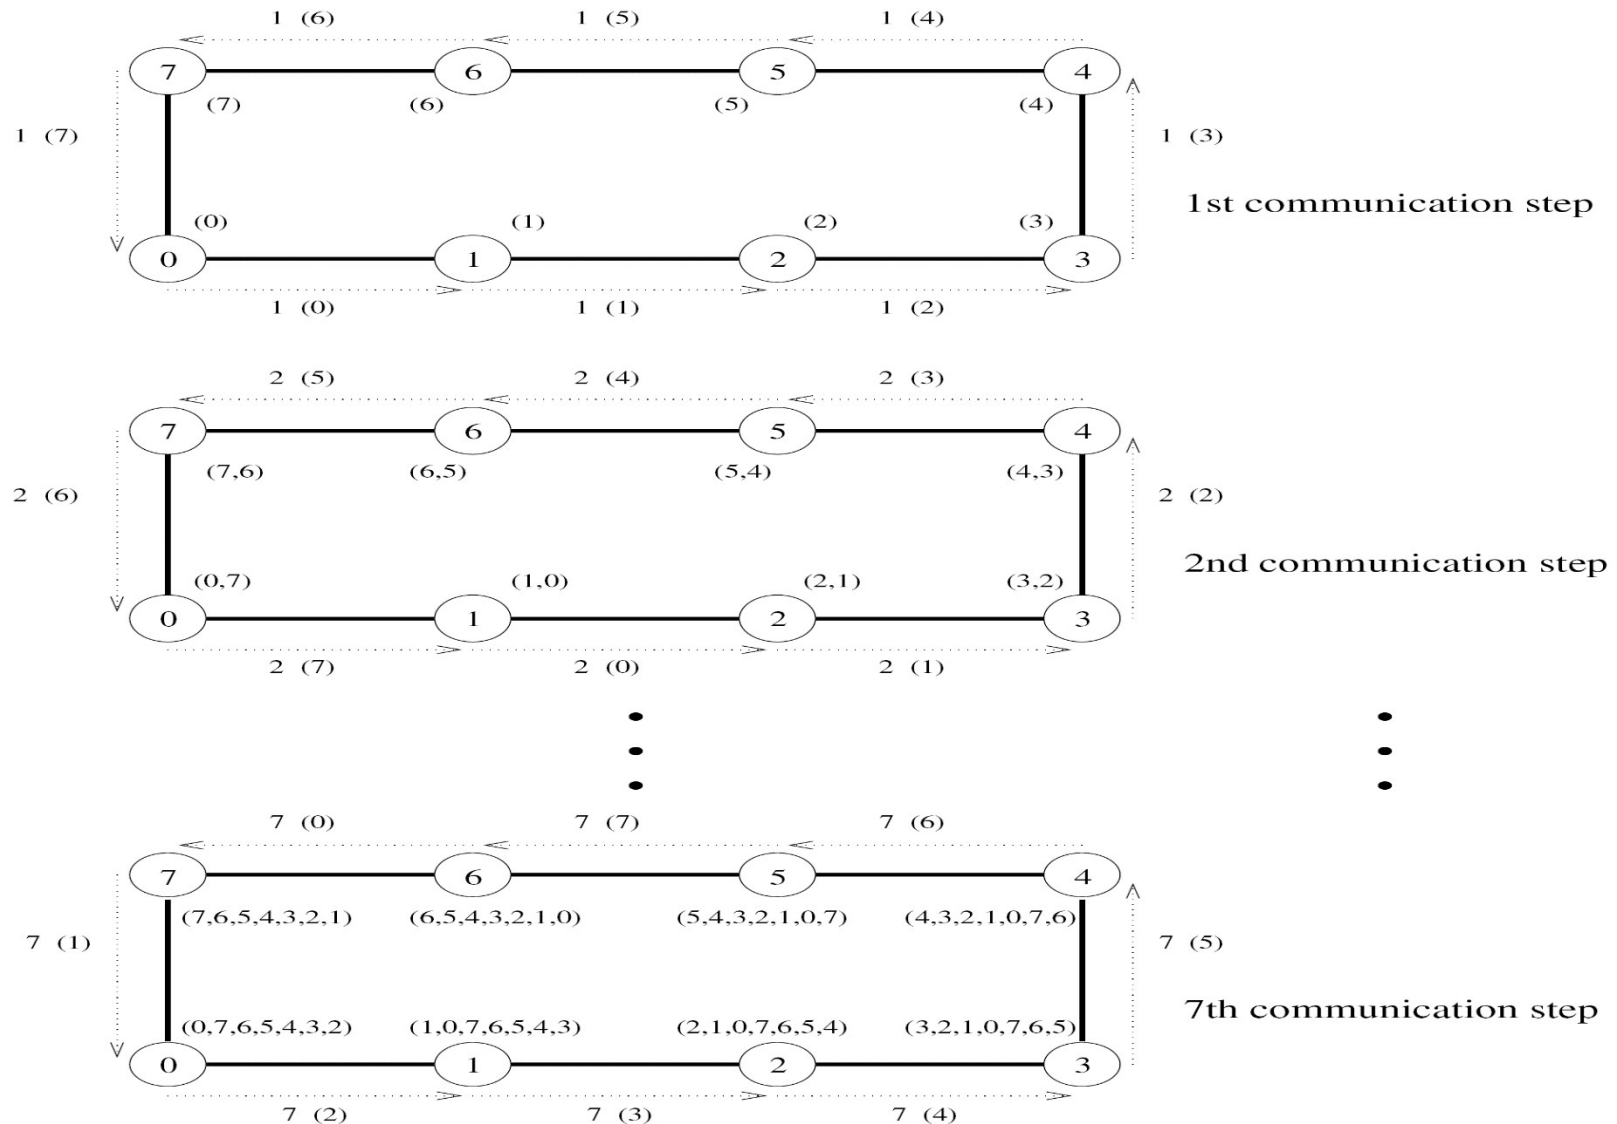 1 (6) 1 (5) 1 (4)
7 6 5 4
(7) (6) (5) (4)
1 (7) 1 (3)
1st communication step
(0) (1) (2) (3)
0 1 2 3
1 (0) 1 (1) 1 (2)
2 (5) 2 (4) 2 (3)
7 6 5 4
(7,6) (6,5) (5,4) (4,3)
2 (6) 2 (2)
2nd communication step
(0,7) (1,0) (2,1) (3,2)
0 1 2 3
2 (7) 2 (0) 2 (1)
7 (0) 7 (7) 7 (6)
7 6 5 4
(7,6,5,4,3,2,1) (6,5,4,3,2,1,0) (5,4,3,2,1,0,7) (4,3,2,1,0,7,6)
7 (1) 7 (5)
7th communication step
(0,7,6,5,4,3,2) (1,0,7,6,5,4,3) (2,1,0,7,6,5,4) (3,2,1,0,7,6,5)
0 1 2 3
7 (2) 7 (3) 7 (4)